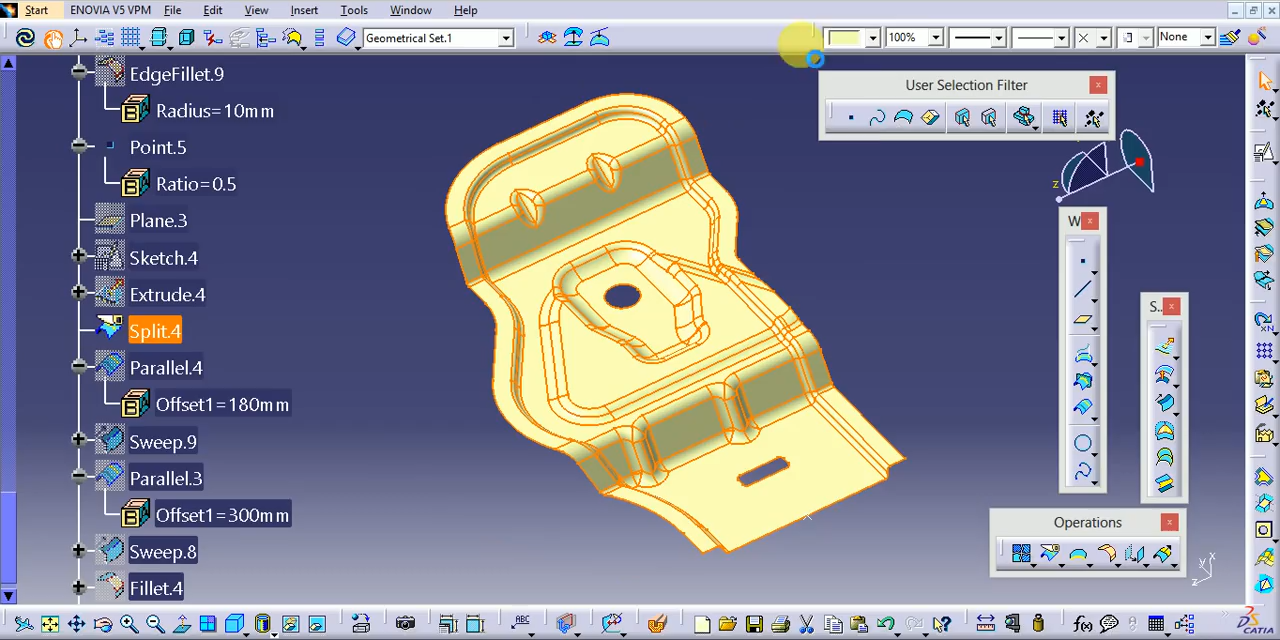 Start ENOVIA V5 VPM File Edit View Insert Tools Window Help
Geometrical Set.1 100% None
User Selection Filter x
EdgeFillet.9
Radius=10mm
Point.5
Ratio=0.5
Plane.3
Sketch.4
Extrude.4
Split.4
Parallel.4
Offset1=180mm
Sweep.9
Parallel.3
Offset1=300mm
Sweep.8
Fillet.4
z
W x
S.. x
Operations x
x
y
z
ABC f(x)
CATIA